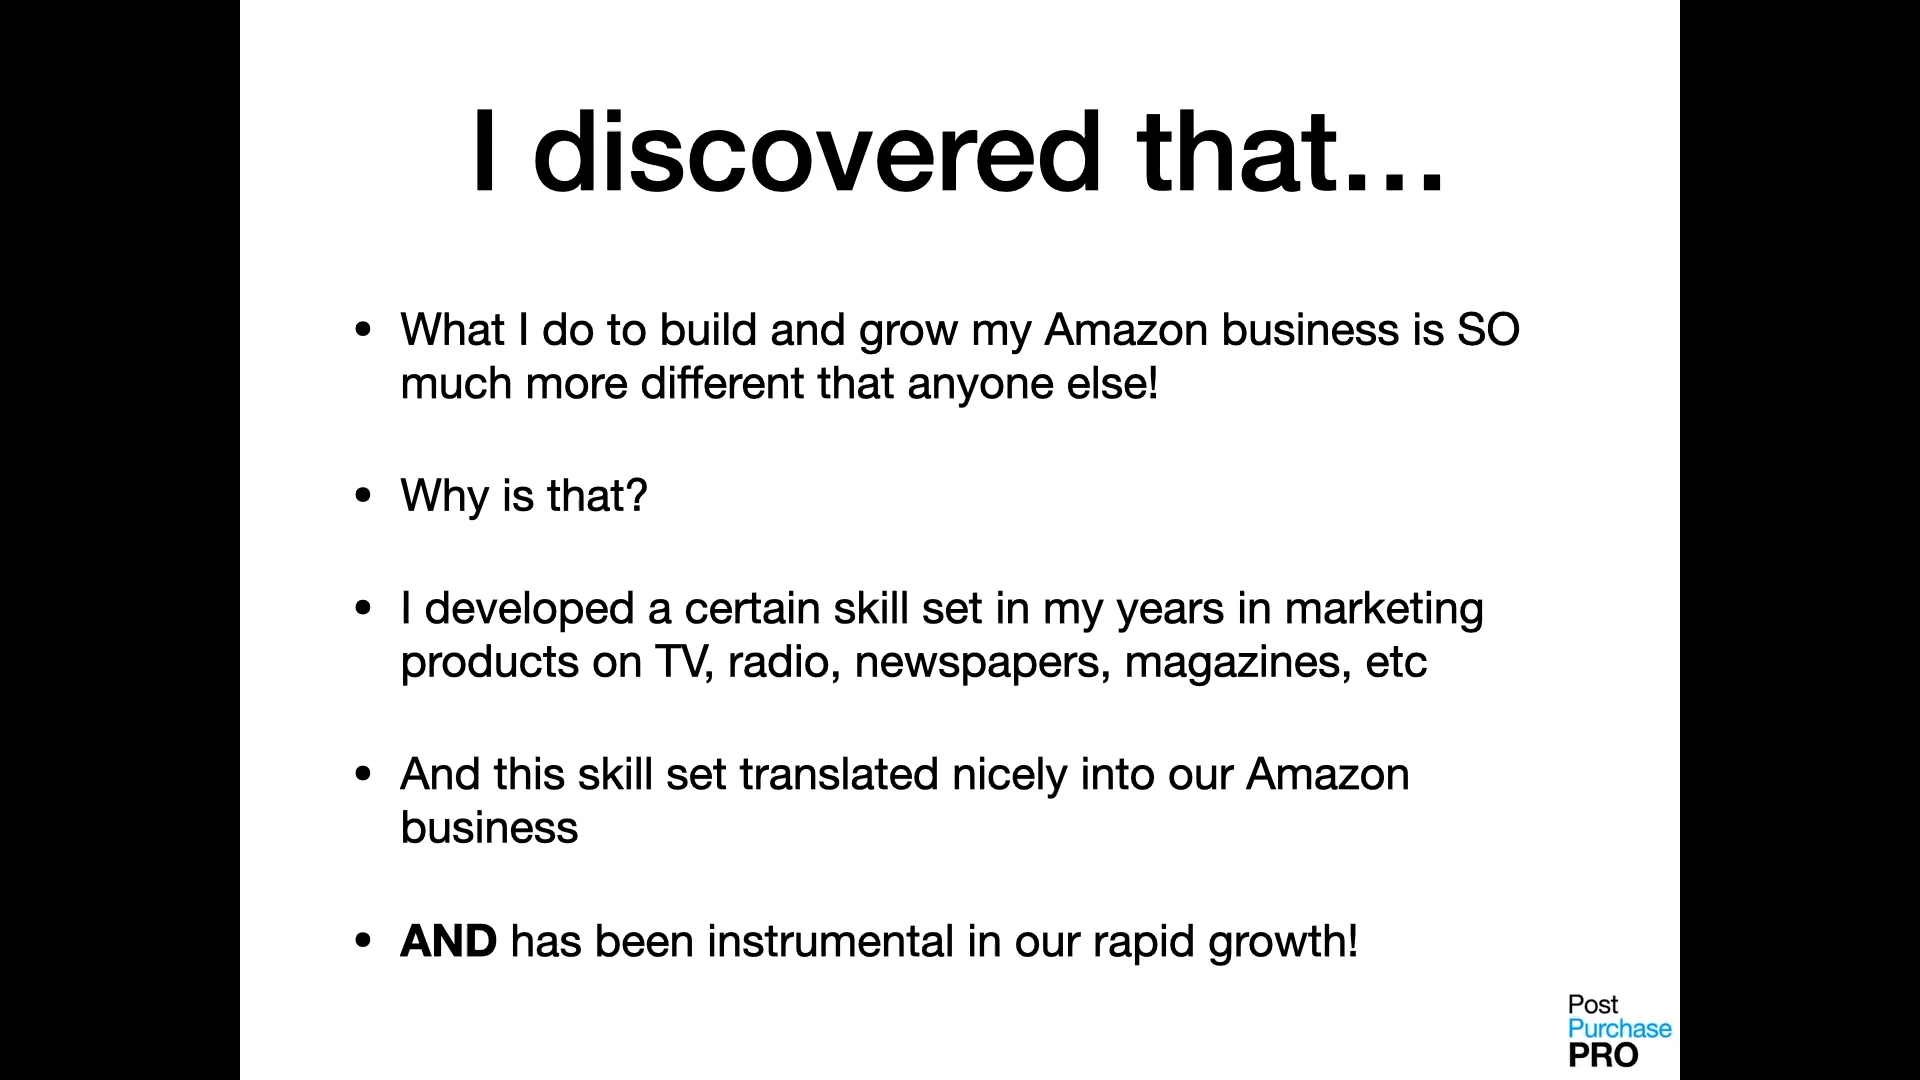 I discovered that...
• What I do to build and grow my Amazon business is SO
much more different that anyone else!
• Why is that?
• I developed a certain skill set in my years in marketing
products on TV, radio, newspapers, magazines, etc
• And this skill set translated nicely into our Amazon
business
• AND has been instrumental in our rapid growth!
Post
Purchase
PRO